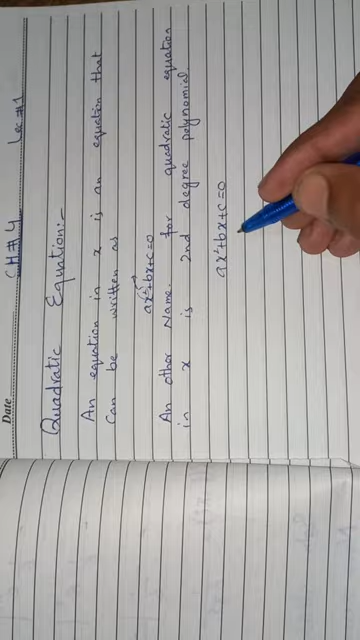 Date
CH#4 Lec#1
Quadratic Equation:-
An equation in x is an equation that
can be written as
ax²+bx+c=0
An other Name. for quadratic equation
in x is 2nd degree polynomial.
ax²+bx+c=0